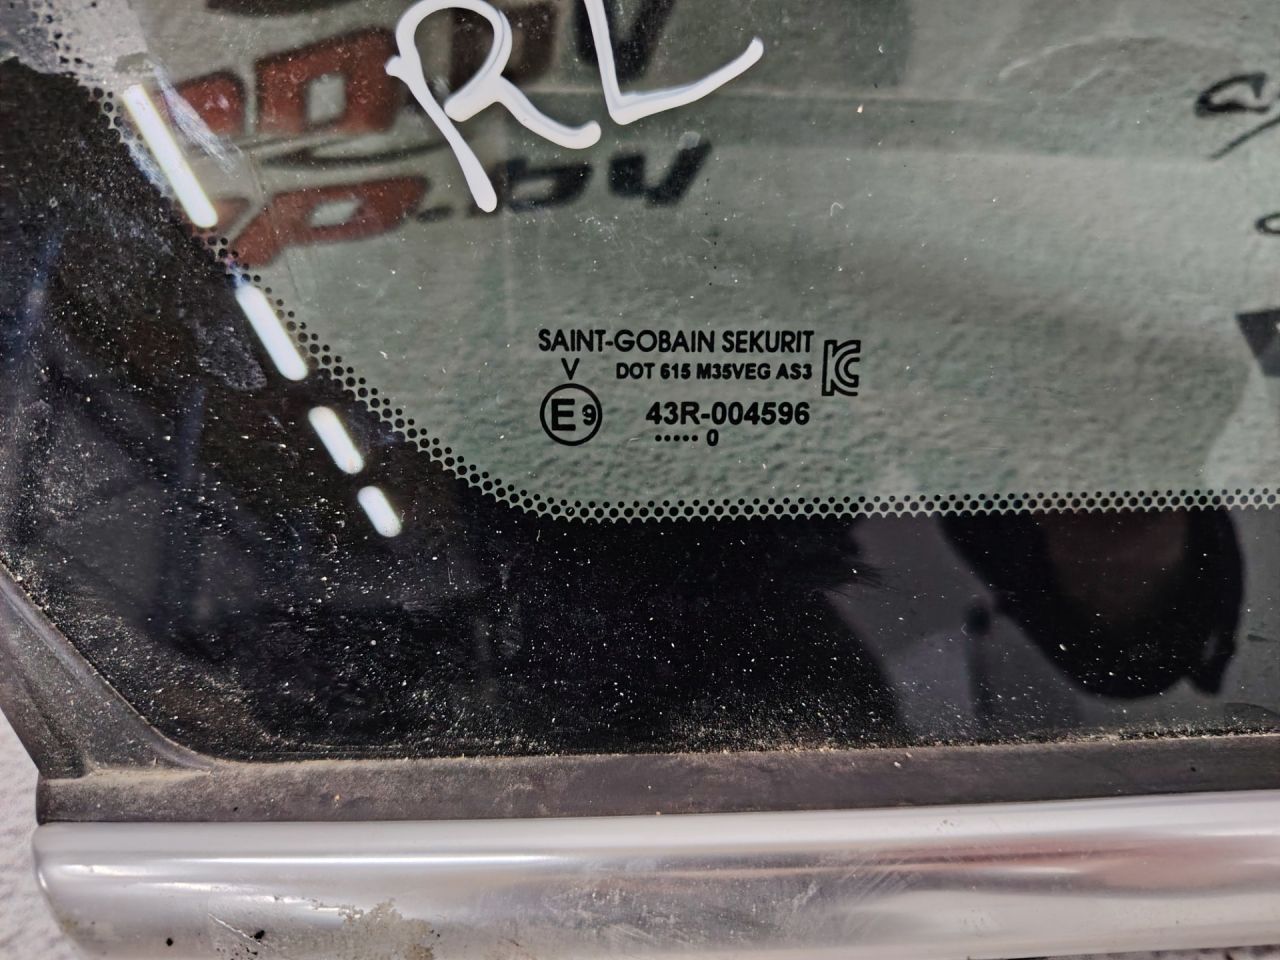 RL
SAINT-GOBAIN SEKURIT
V DOT 615 M35VEG AS3
E9 43R-004596
..... 0